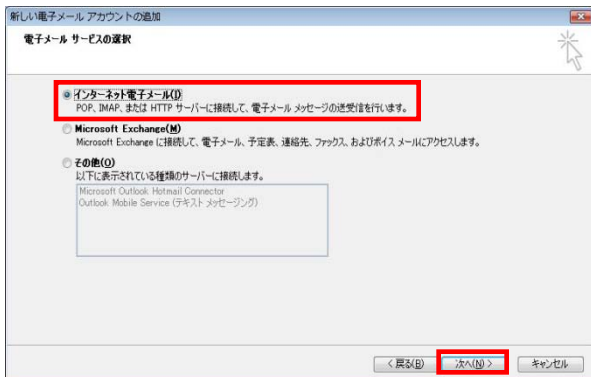 新しい電子メール アカウントの追加
電子メール サービスの選択
インターネット電子メール(I)
POP、IMAP、または HTTP サーバーに接続して、電子メール メッセージの送受信を行います。
Microsoft Exchange(M)
Microsoft Exchange に接続して、電子メール、予定表、連絡先、ファックス、およびボイス メールにアクセスします。
その他(O)
以下に表示されている種類のサーバーに接続します。
Microsoft Outlook Hotmail Connector
Outlook Mobile Service (テキスト メッセージング)
< 戻る(B) 次へ(N) > キャンセル